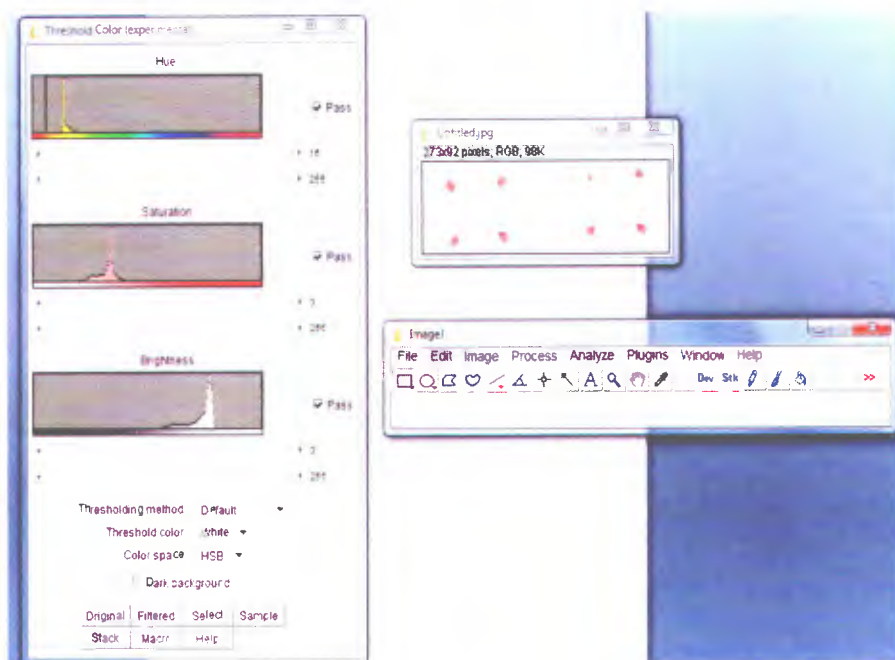 Threshold Color (experimental)
Hue
Pass
16
255
Saturation
Pass
0
255
Brightness
Pass
0
255
Thresholding method Default
Threshold color White
Color space HSB
Dark background
Original Filtered Select Sample
Stack Macro Help
Untitled.jpg
273x92 pixels, RGB, 98K
ImageJ
File Edit Image Process Analyze Plugins Window Help
A Dev Stk >>